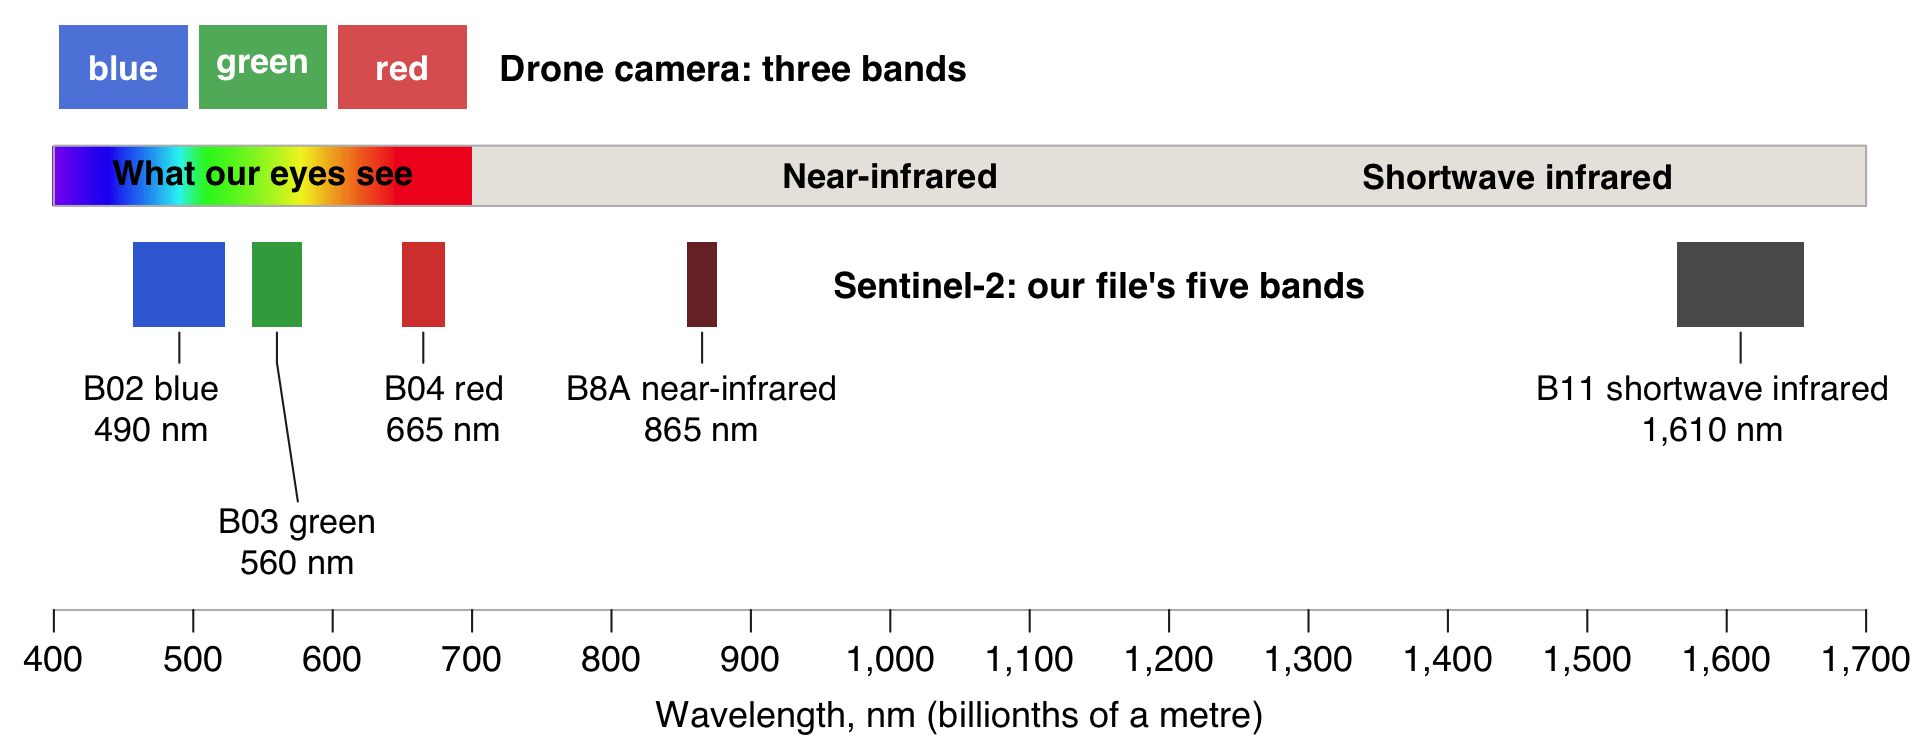 blue
green
red
Drone camera: three bands
What our eyes see
Near-infrared
Shortwave infrared
Sentinel-2: our file's five bands
B02 blue
490 nm
B04 red
665 nm
B8A near-infrared
865 nm
B11 shortwave infrared
1,610 nm
B03 green
560 nm
400
500
600
700
800
900
1,000
1,100
1,200
1,300
1,400
1,500
1,600
1,700
Wavelength, nm (billionths of a metre)